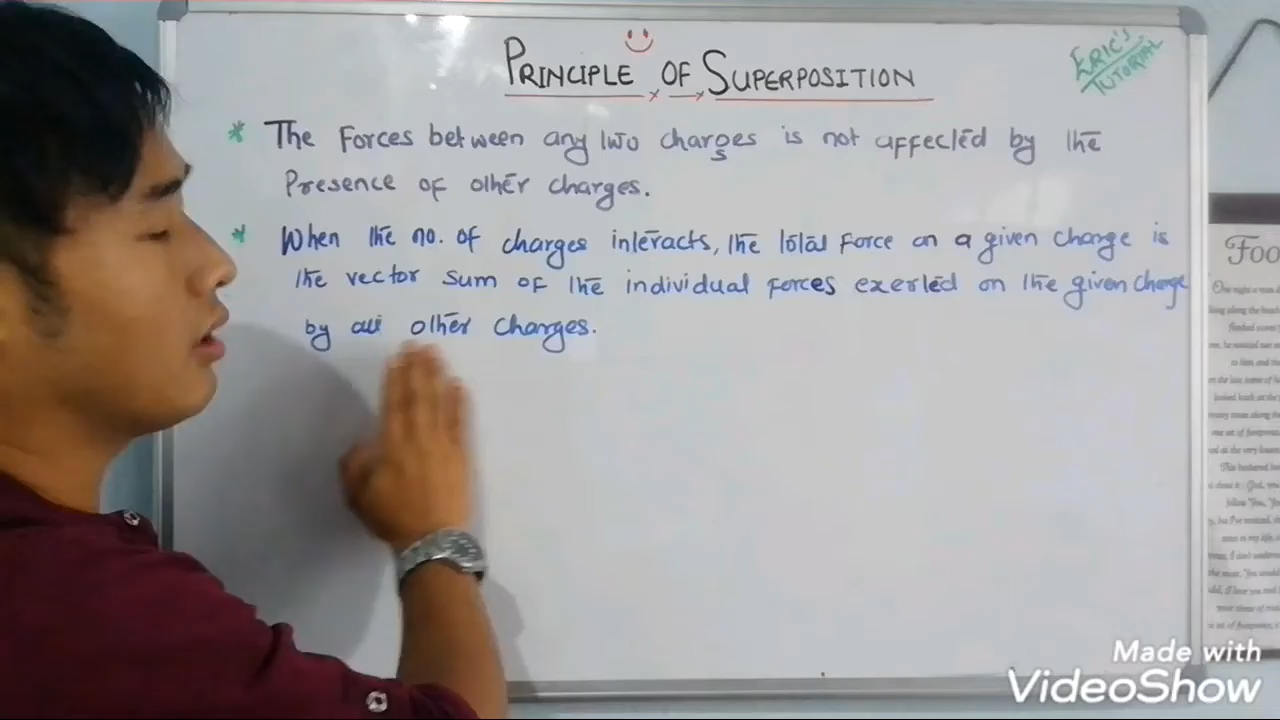 PRINCIPLE OF SUPERPOSITION
ERIC'S
TUTORIAL
* The Forces between any two charges is not affected by the
Presence of other charges.
* When the no. of charges interacts, the total Force on a given charge is
the vector sum of the individual forces exerted on the given charge
by all other charges.
Foo
Made with
VideoShow